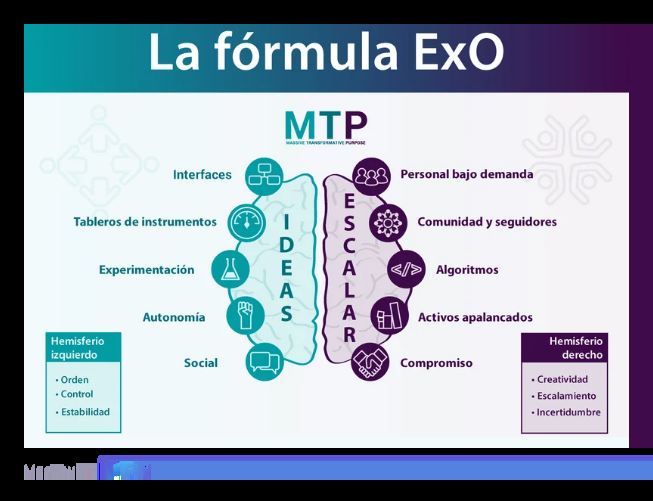 La fórmula ExO
MTP
MASSIVE TRANSFORMATIVE PURPOSE
Interfaces
Tableros de instrumentos
Experimentación
Autonomía
Social
IDEAS
ESCALAR
Personal bajo demanda
Comunidad y seguidores
Algoritmos
Activos apalancados
Compromiso
Hemisferio
izquierdo
• Orden
• Control
• Estabilidad
Hemisferio
derecho
• Creatividad
• Escalamiento
• Incertidumbre